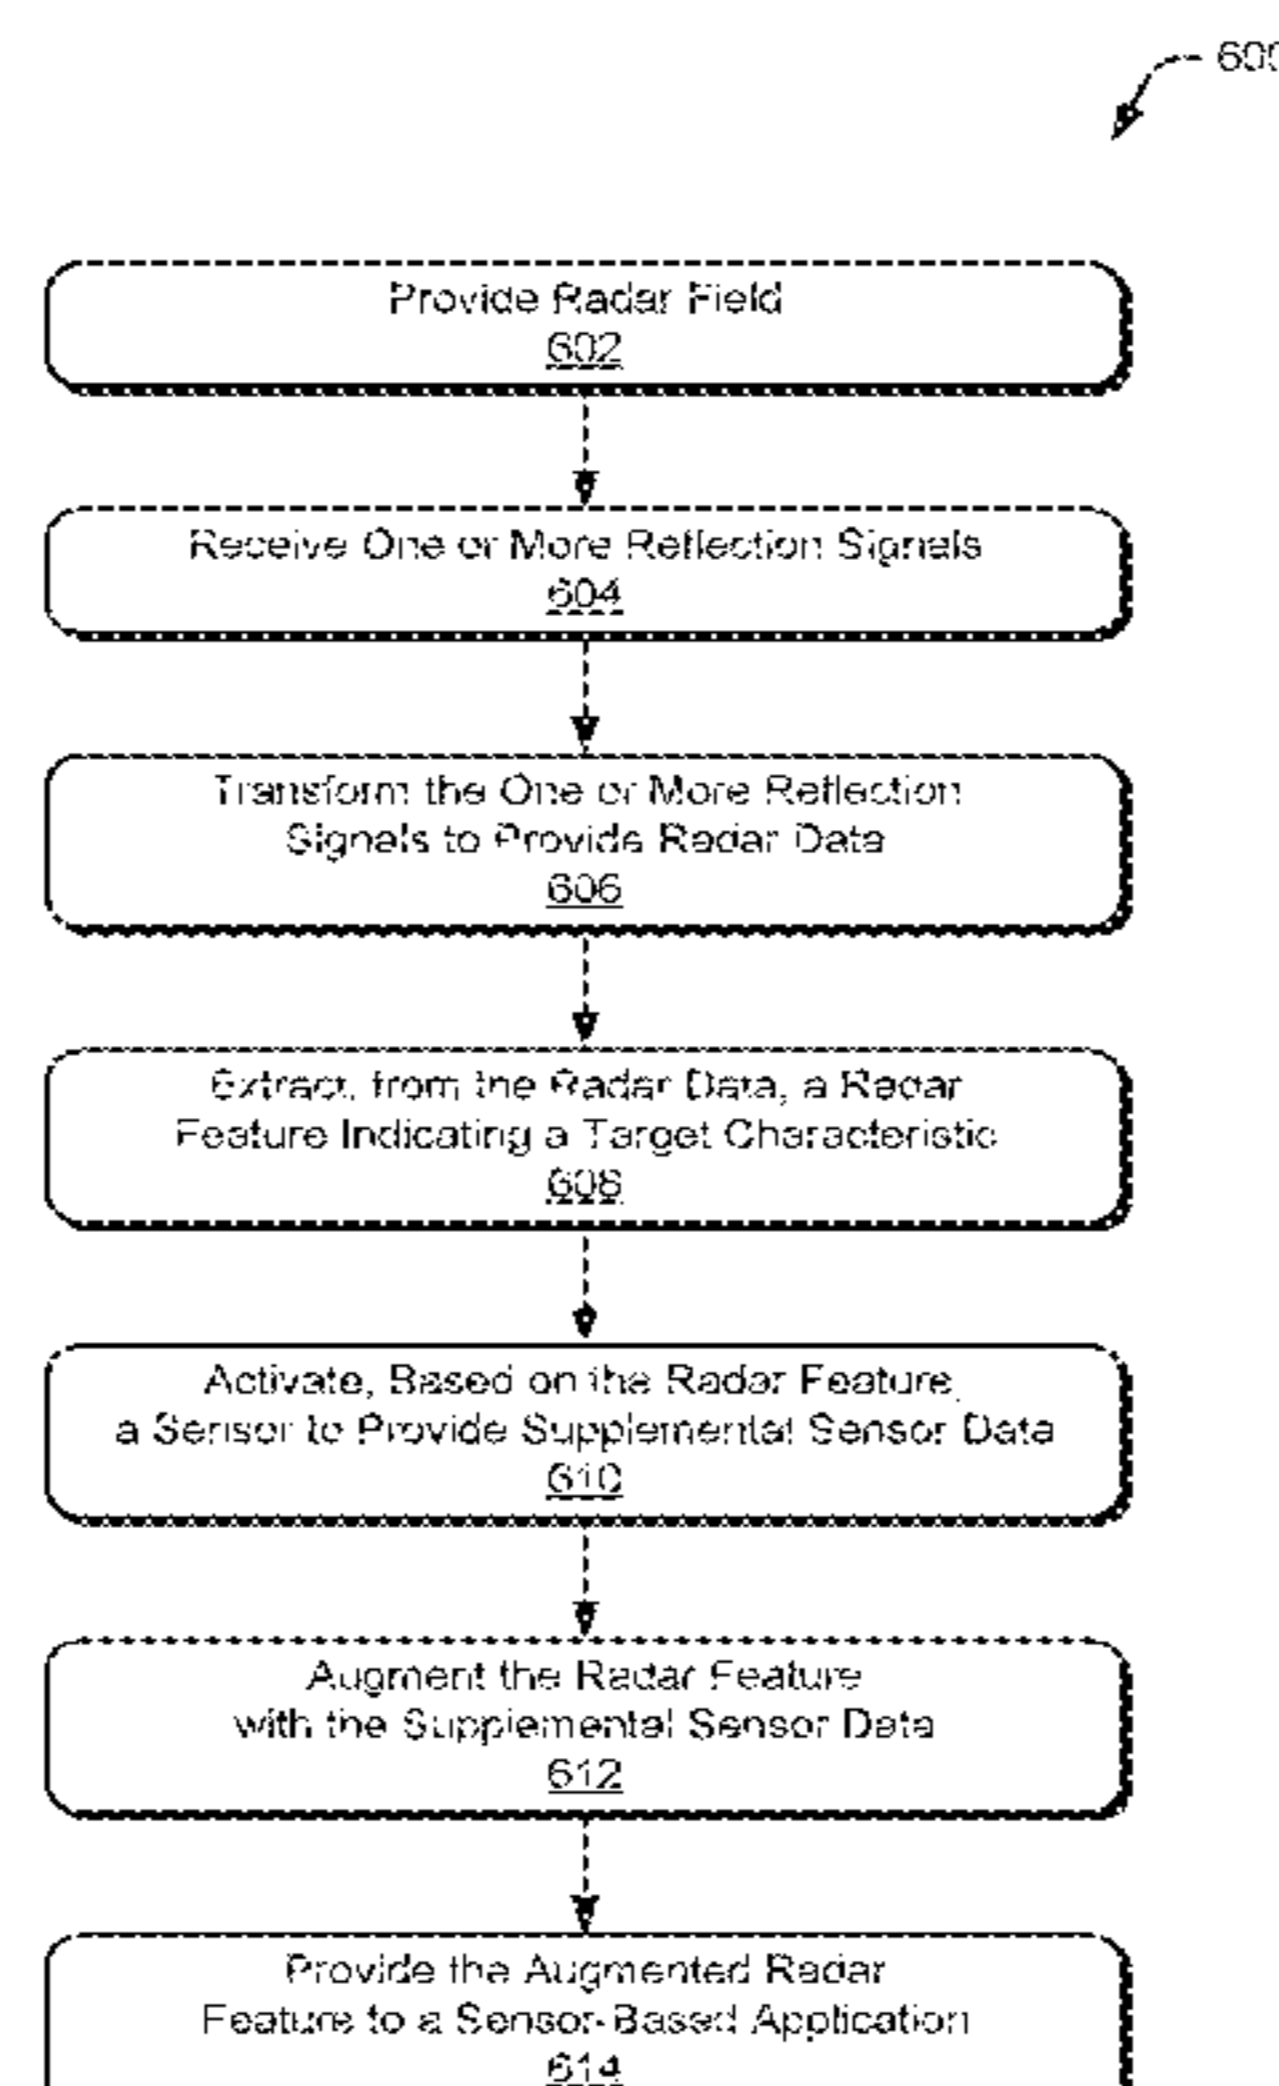 600
Provide Radar Field
602
Receive One or More Reflection Signals
604
Transform the One or More Reflection
Signals to Provide Radar Data
606
Extract, from the Radar Data, a Radar
Feature Indicating a Target Characteristic
608
Activate, Based on the Radar Feature,
a Sensor to Provide Supplemental Sensor Data
610
Augment the Radar Feature
with the Supplemental Sensor Data
612
Provide the Augmented Radar
Feature to a Sensor-Based Application
614